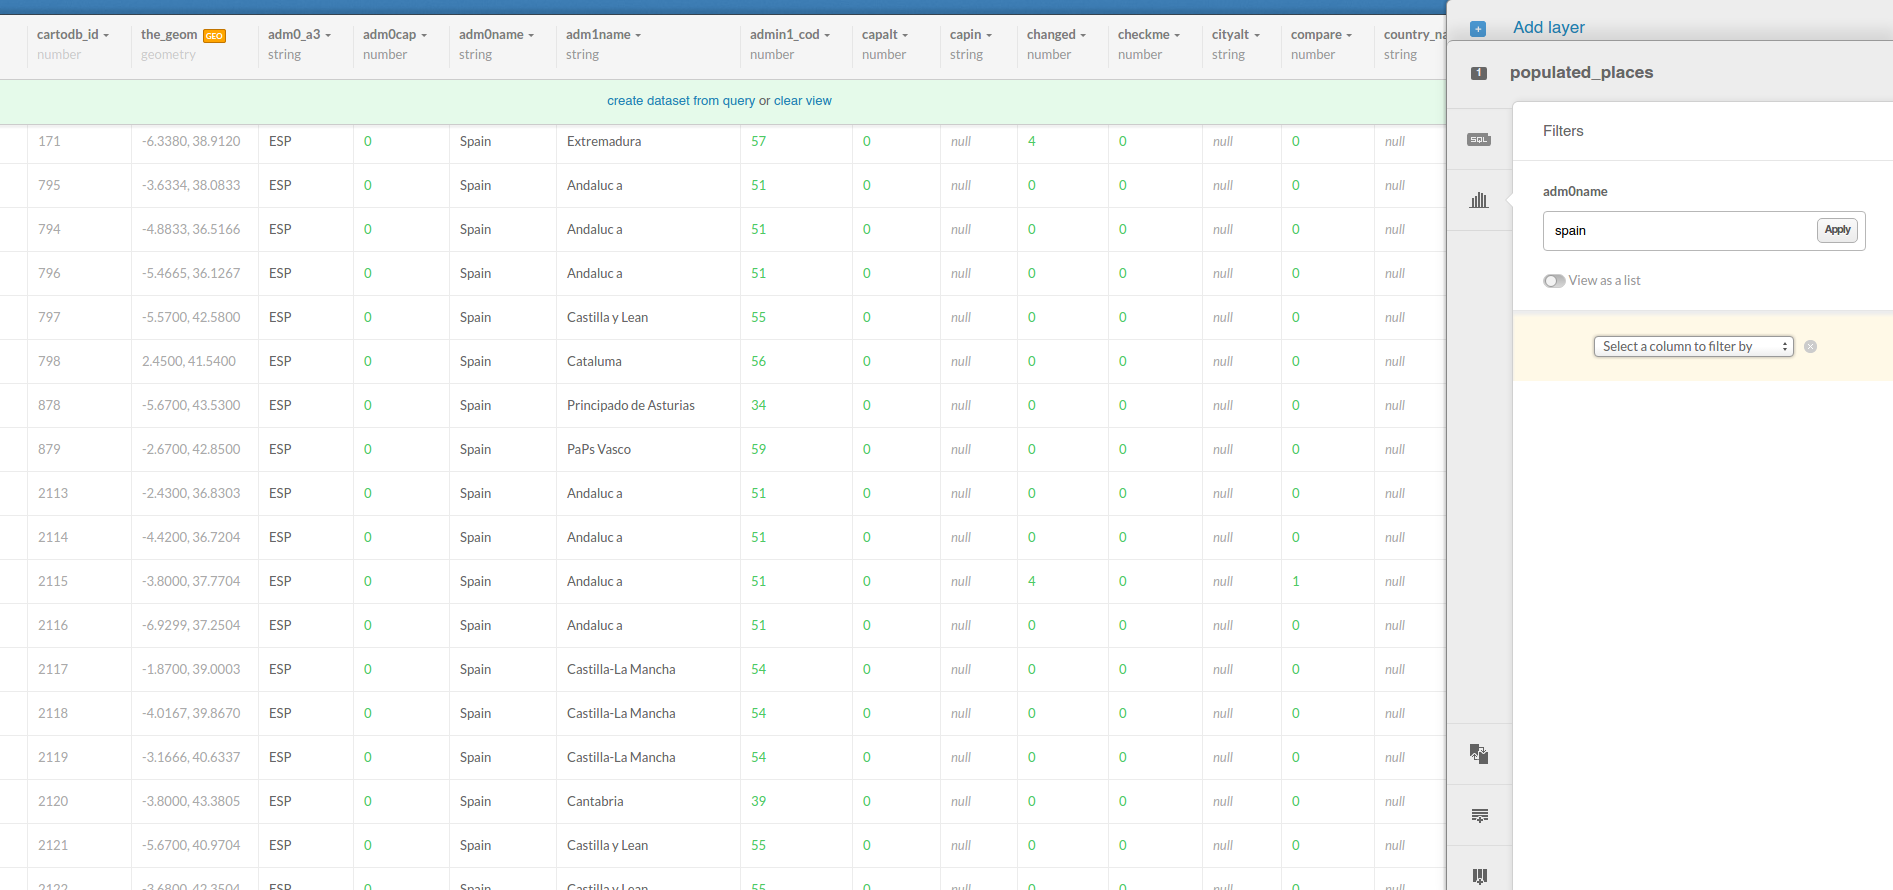 cartodb_id the_geom GEO adm0_a3 adm0cap adm0name adm1name admin1_cod capalt capin changed checkme cityalt compare country_na
number geometry string number string string number number string number number string number string
create dataset from query or clear view
171 -6.3380, 38.9120 ESP 0 Spain Extremadura 57 0 null 4 0 null 0 null
795 -3.6334, 38.0833 ESP 0 Spain Andaluc a 51 0 null 0 0 null 0 null
794 -4.8833, 36.5166 ESP 0 Spain Andaluc a 51 0 null 0 0 null 0 null
796 -5.4665, 36.1267 ESP 0 Spain Andaluc a 51 0 null 0 0 null 0 null
797 -5.5700, 42.5800 ESP 0 Spain Castilla y Lean 55 0 null 0 0 null 0 null
798 2.4500, 41.5400 ESP 0 Spain Cataluma 56 0 null 0 0 null 0 null
878 -5.6700, 43.5300 ESP 0 Spain Principado de Asturias 34 0 null 0 0 null 0 null
879 -2.6700, 42.8500 ESP 0 Spain PaPs Vasco 59 0 null 0 0 null 0 null
2113 -2.4300, 36.8303 ESP 0 Spain Andaluc a 51 0 null 0 0 null 0 null
2114 -4.4200, 36.7204 ESP 0 Spain Andaluc a 51 0 null 0 0 null 0 null
2115 -3.8000, 37.7704 ESP 0 Spain Andaluc a 51 0 null 4 0 null 1 null
2116 -6.9299, 37.2504 ESP 0 Spain Andaluc a 51 0 null 0 0 null 0 null
2117 -1.8700, 39.0003 ESP 0 Spain Castilla-La Mancha 54 0 null 0 0 null 0 null
2118 -4.0167, 39.8670 ESP 0 Spain Castilla-La Mancha 54 0 null 0 0 null 0 null
2119 -3.1666, 40.6337 ESP 0 Spain Castilla-La Mancha 54 0 null 0 0 null 0 null
2120 -3.8000, 43.3805 ESP 0 Spain Cantabria 39 0 null 0 0 null 0 null
2121 -5.6700, 40.9704 ESP 0 Spain Castilla y Lean 55 0 null 0 0 null 0 null
2122 -3.6800, 42.3504 ESP 0 Spain Castilla y Lean 55 0 null 0 0 null 0 null
Add layer
1 populated_places
SQL
Filters
adm0name
spain Apply
View as a list
Select a column to filter by